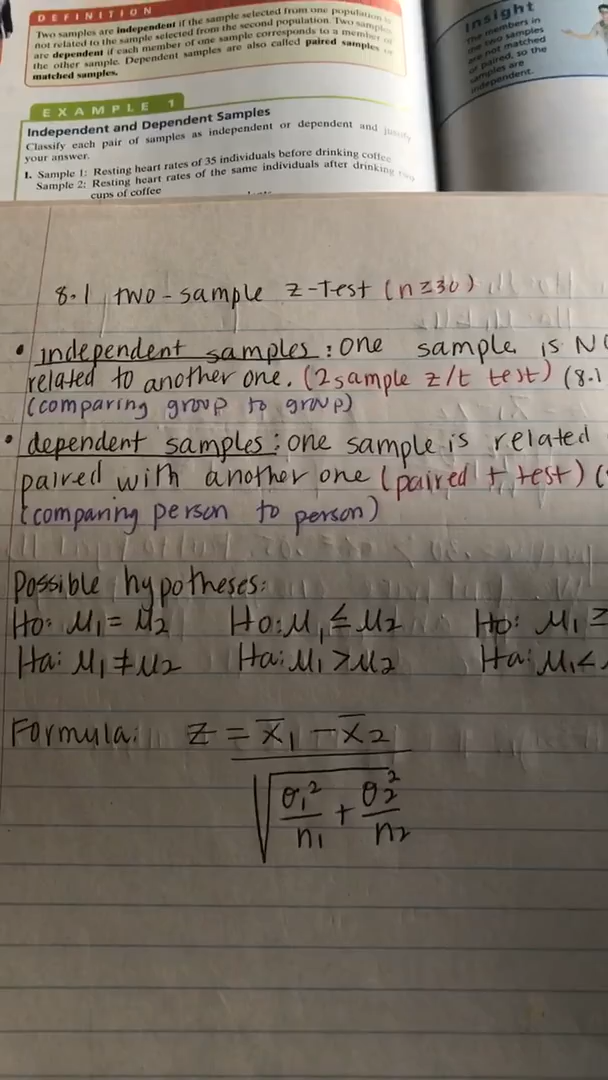 DEFINITION
Two samples are independent if the sample selected from one population is
not related to the sample selected from the second population. Two samples
are dependent if each member of one sample corresponds to a member of
the other sample. Dependent samples are also called paired samples or
matched samples.
Insight
The members in
the two samples
are not matched
or paired, so the
samples are
independent.
EXAMPLE 1
Independent and Dependent Samples
Classify each pair of samples as independent or dependent and justify
your answer.
1. Sample 1: Resting heart rates of 35 individuals before drinking coffee
Sample 2: Resting heart rates of the same individuals after drinking two
cups of coffee
8.1 two-sample z-Test (n≥30)
• independent samples: one sample is NO
related to another one. (2 sample z/t test) (8.1
(comparing group to group)
• dependent samples: one sample is related
paired with another one (paired t test) (
(comparing person to person)
Possible hypotheses:
Ho: μ₁ = μ₂ Ho: μ₁ ≤ μ₂ Ho: μ₁ ≥
Ha: μ₁ ≠ μ₂ Ha: μ₁ > μ₂ Ha: μ₁ <
Formula: z = x̄₁ - x̄₂
√ σ₁²/n₁ + σ₂²/n₂